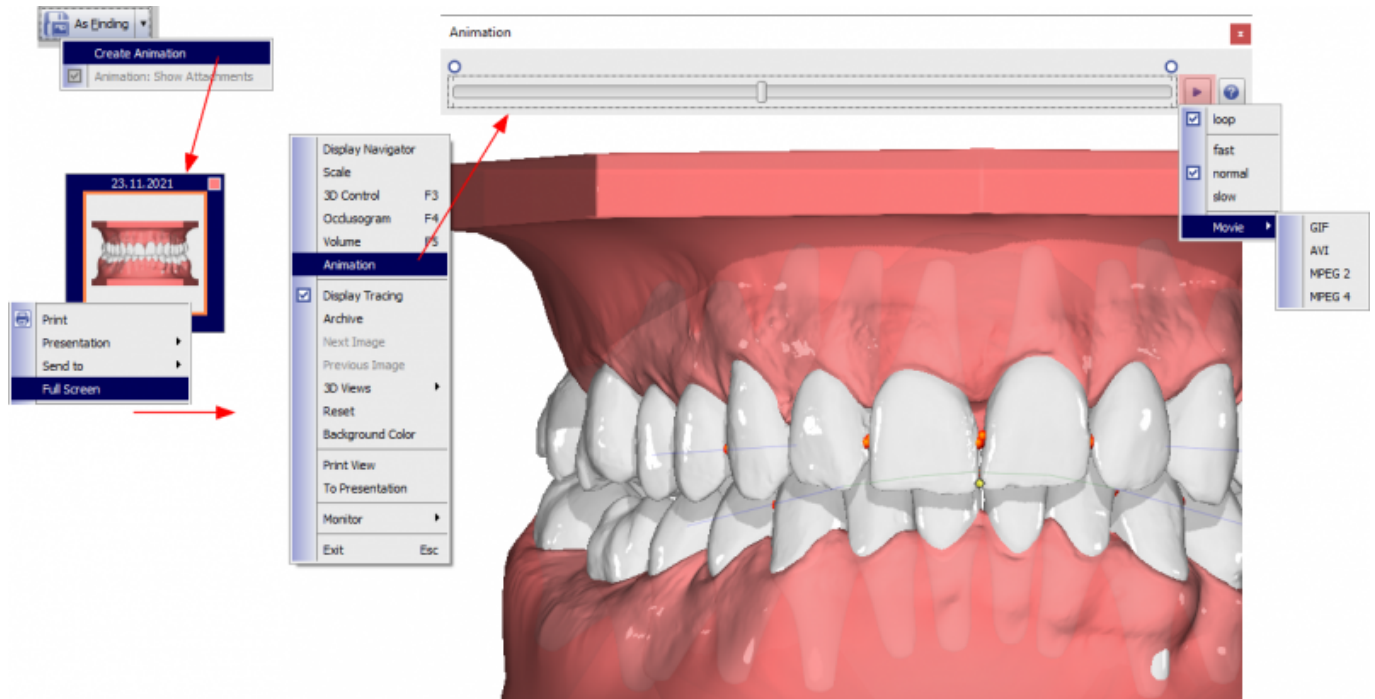 As Finding
Create Animation
Animation: Show Attachments
23.11.2021
Print
Presentation
Send to
Full Screen
Display Navigator
Scale
3D Control F3
Occlusogram F4
Volume F5
Animation
Display Tracing
Archive
Next Image
Previous Image
3D Views
Reset
Background Color
Print View
To Presentation
Monitor
Exit Esc
Animation
loop
fast
normal
slow
Movie
GIF
AVI
MPEG 2
MPEG 4